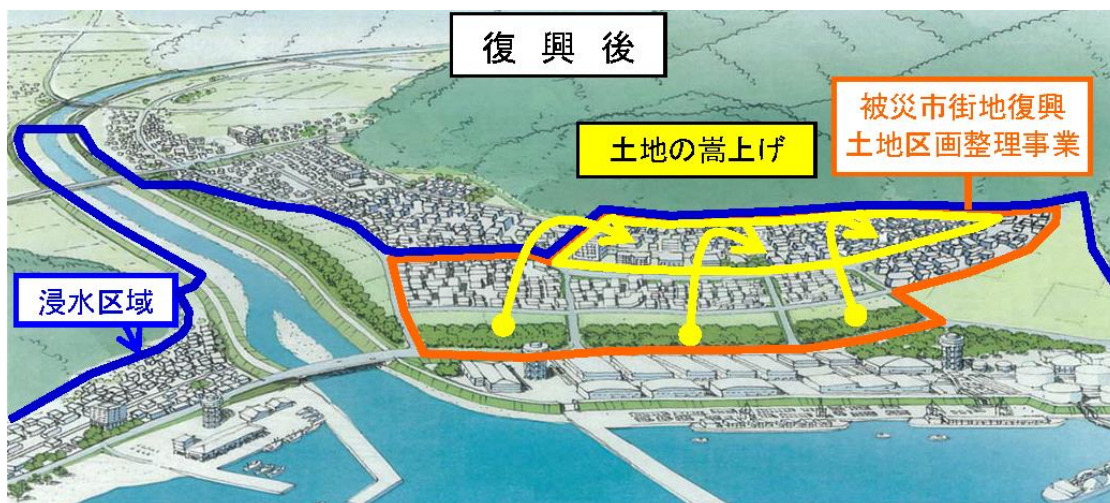 復興後
被災市街地復興
土地区画整理事業
土地の嵩上げ
浸水区域